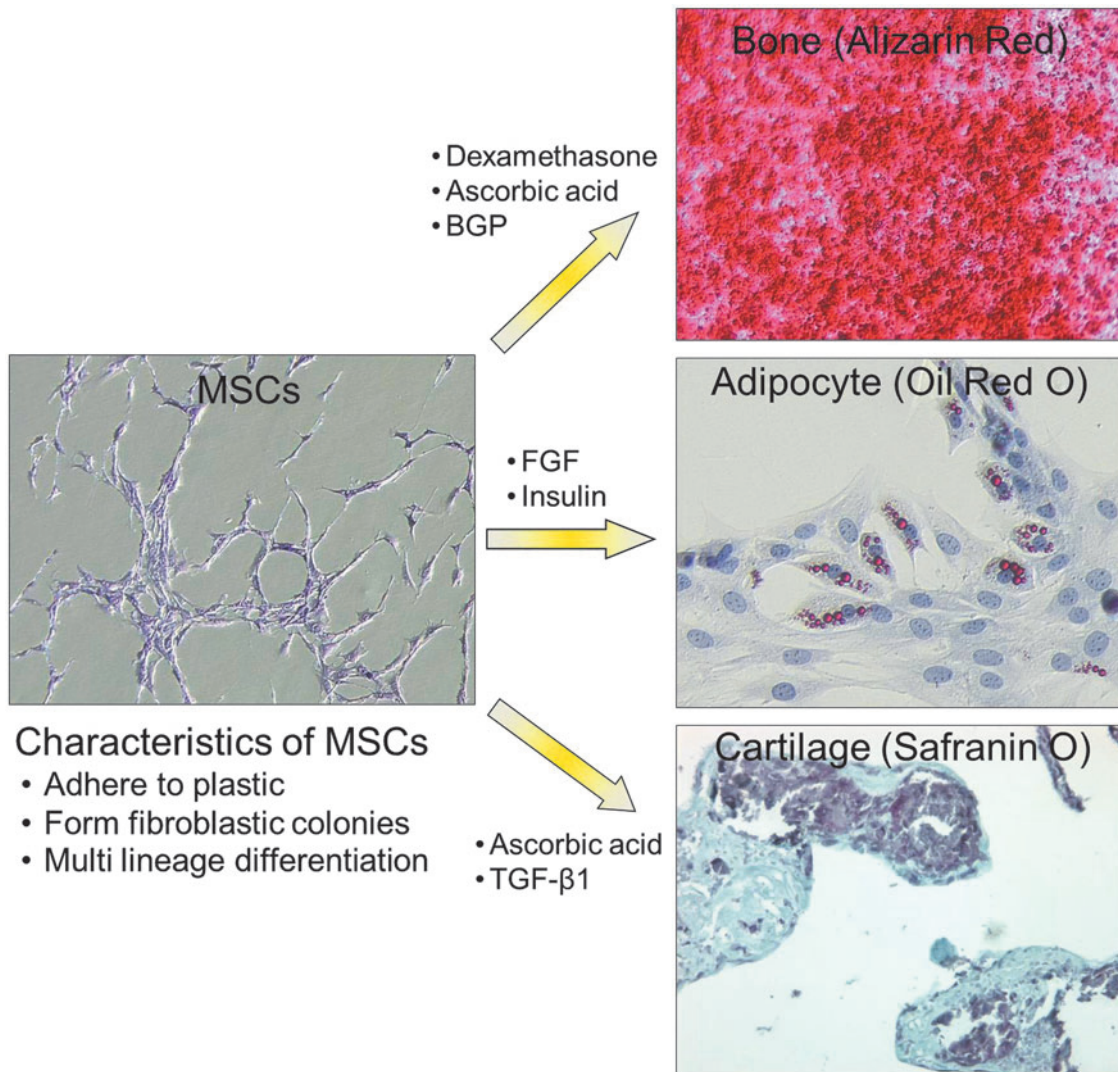 Bone (Alizarin Red)
• Dexamethasone
• Ascorbic acid
• BGP
MSCs
Adipocyte (Oil Red O)
• FGF
• Insulin
Characteristics of MSCs
• Adhere to plastic
• Form fibroblastic colonies
• Multi lineage differentiation
Cartilage (Safranin O)
• Ascorbic acid
• TGF-β1